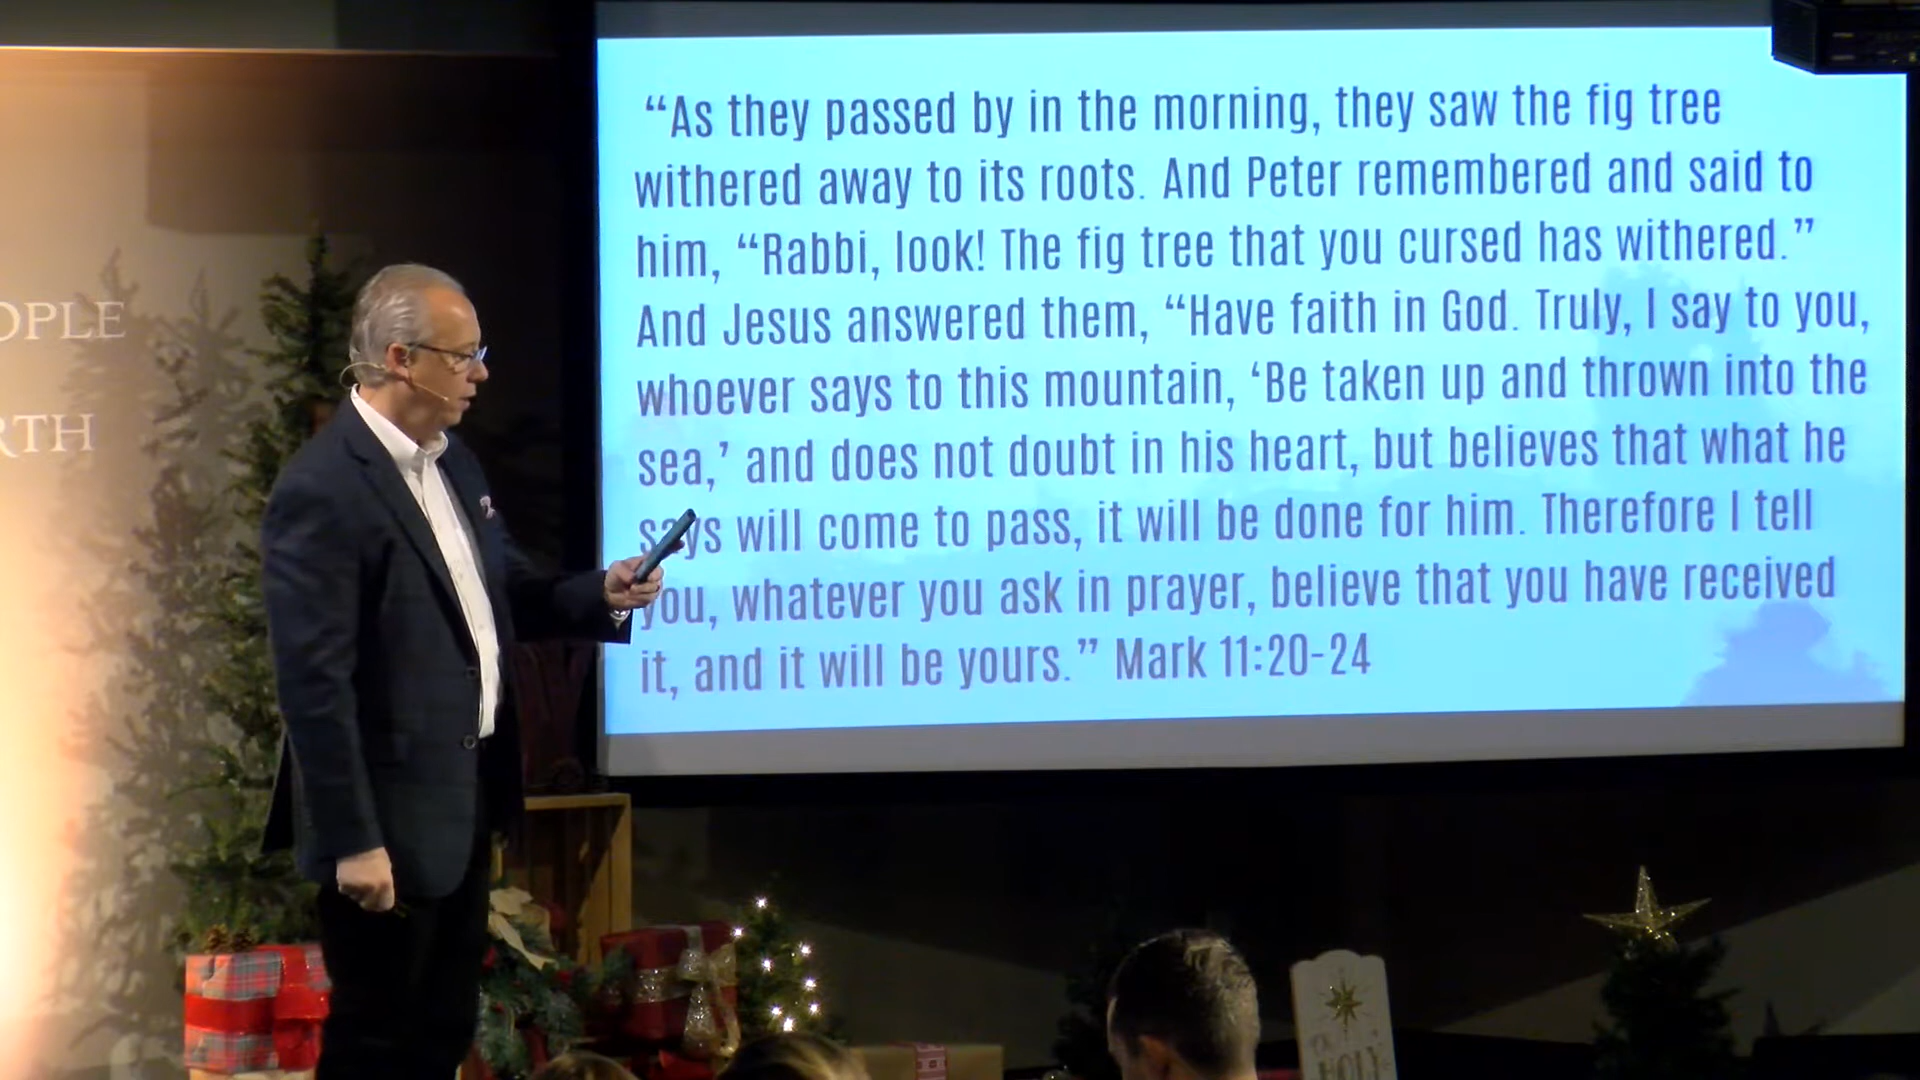 “As they passed by in the morning, they saw the fig tree
withered away to its roots. And Peter remembered and said to
him, “Rabbi, look! The fig tree that you cursed has withered.”
And Jesus answered them, “Have faith in God. Truly, I say to you,
whoever says to this mountain, ‘Be taken up and thrown into the
sea,’ and does not doubt in his heart, but believes that what he
says will come to pass, it will be done for him. Therefore I tell
you, whatever you ask in prayer, believe that you have received
it, and it will be yours.” Mark 11:20-24
OPLE
RTH
HOLY